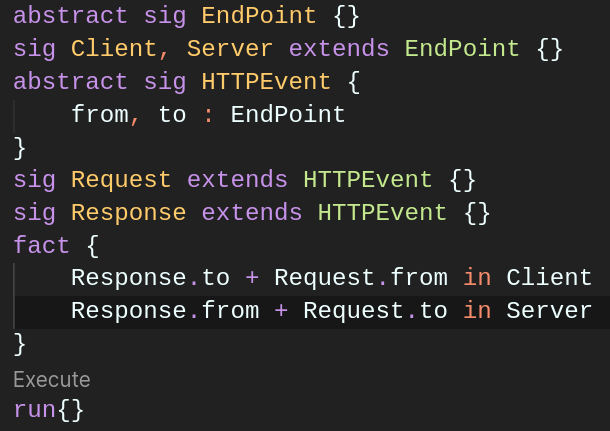 abstract sig EndPoint {}
sig Client, Server extends EndPoint {}
abstract sig HTTPEvent {
    from, to : EndPoint
}
sig Request extends HTTPEvent {}
sig Response extends HTTPEvent {}
fact {
    Response.to + Request.from in Client
    Response.from + Request.to in Server
}
Execute
run{}